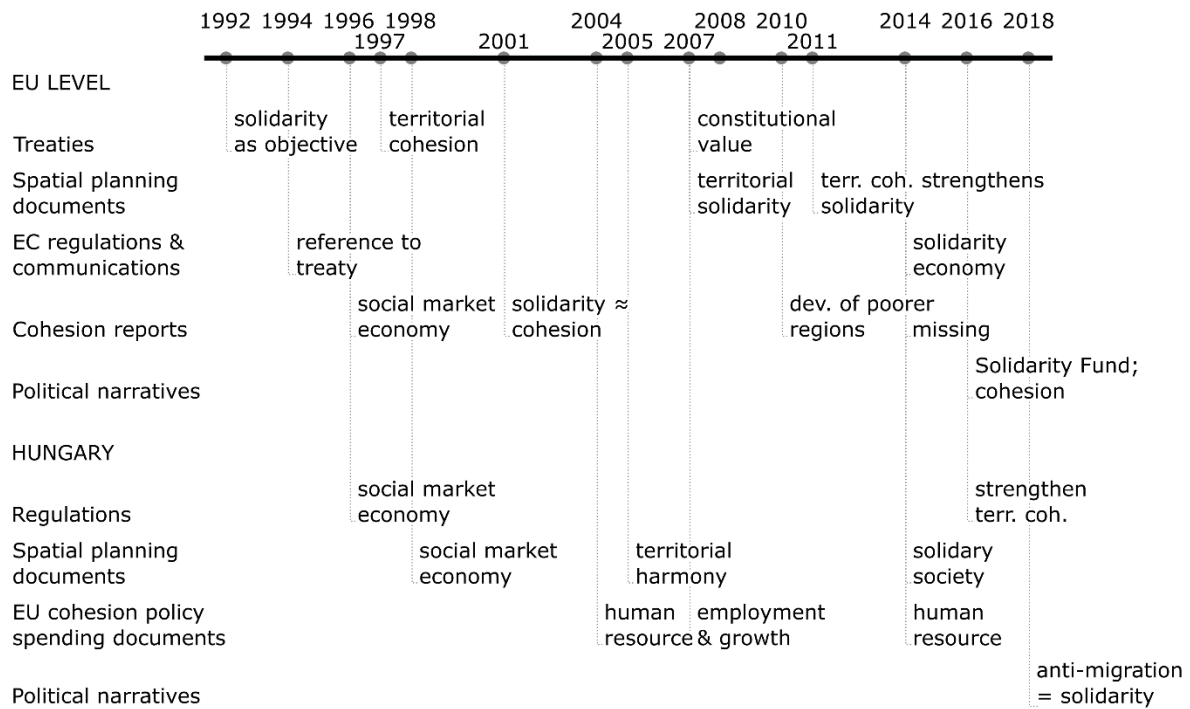 1992 1994 1996 1998 2004 2008 2010 2014 2016 2018
1997 2001 2005 2007 2011
EU LEVEL
solidarity territorial constitutional
Treaties as objective cohesion value
Spatial planning territorial terr. coh. strengthens
documents solidarity solidarity
EC regulations & reference to solidarity
communications treaty economy
social market solidarity ≈ dev. of poorer
Cohesion reports economy cohesion regions missing
Solidarity Fund;
Political narratives cohesion
HUNGARY
social market strengthen
Regulations economy terr. coh.
Spatial planning social market territorial solidary
documents economy harmony society
EU cohesion policy human employment human
spending documents resource & growth resource
anti-migration
Political narratives = solidarity